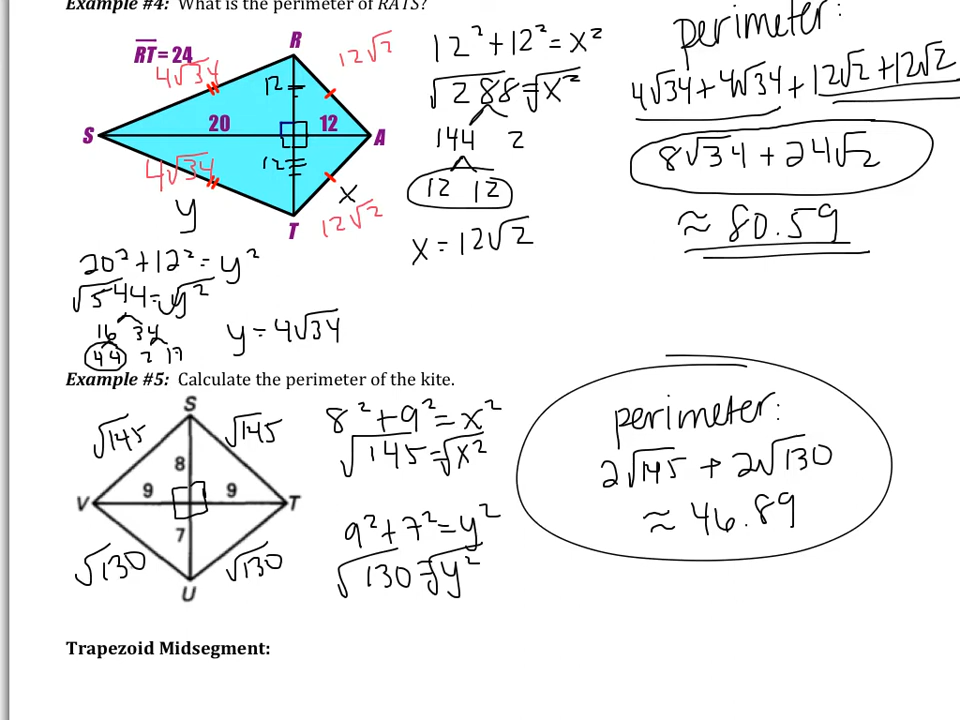 Example #4: What is the perimeter of RATS?
RT = 24
R
12√2
4√34
12
S
20
12
A
12
4√34
x
12√2
T
y
20² + 12² = y²
√544 = √y²
16 34
4 4 2 17
y = 4√34
12² + 12² = x²
√288 = √x²
144 2
12 12
x = 12√2
perimeter:
4√34 + 4√34 + 12√2 + 12√2
8√34 + 24√2
≈ 80.59
Example #5: Calculate the perimeter of the kite.
S
√145 √145
8
9 9
V T
7
√130 √130
U
8² + 9² = x²
√145 = √x²
9² + 7² = y²
√130 = √y²
perimeter:
2√145 + 2√130
≈ 46.89
Trapezoid Midsegment: